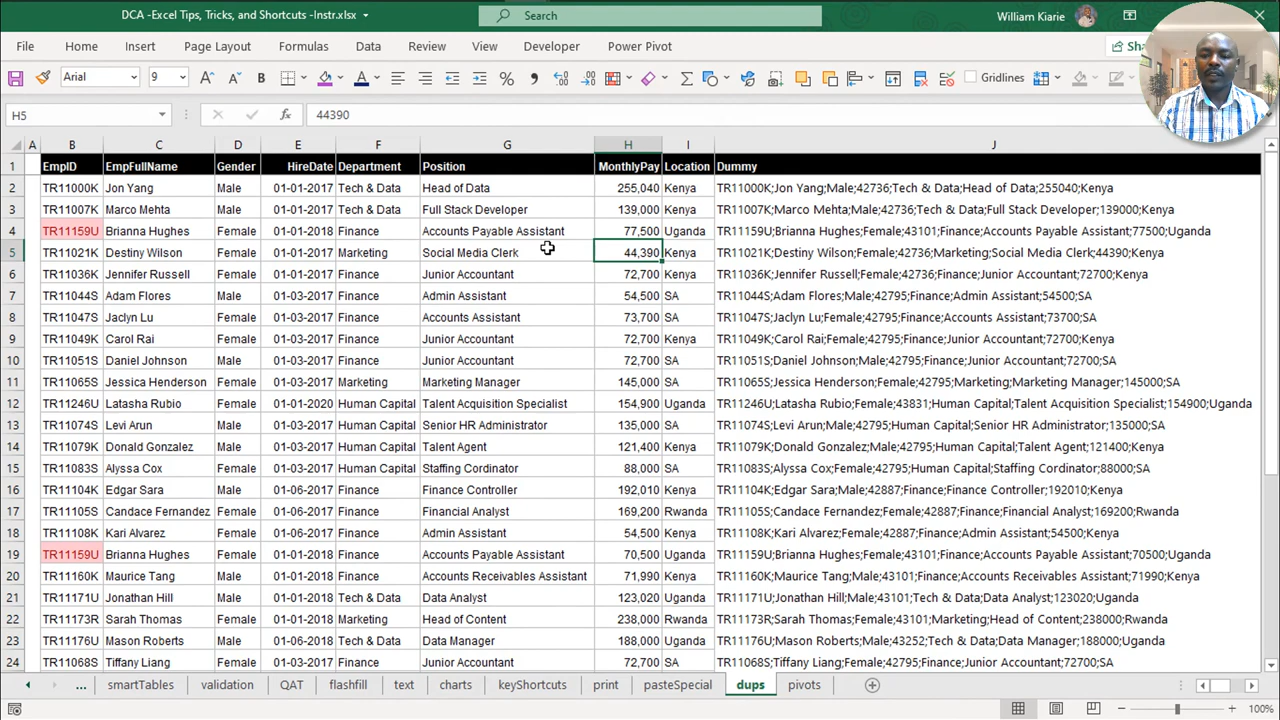 DCA -Excel Tips, Tricks, and Shortcuts -Instr.xlsx
Search
William Kiarie
File Home Insert Page Layout Formulas Data Review View Developer Power Pivot
Arial 9 Gridlines
H5 44390
A B C D E F G H I J
1 EmpID EmpFullName Gender HireDate Department Position MonthlyPay Location Dummy
2 TR11000K Jon Yang Male 01-01-2017 Tech & Data Head of Data 255,040 Kenya TR11000K;Jon Yang;Male;42736;Tech & Data;Head of Data;255040;Kenya
3 TR11007K Marco Mehta Male 01-01-2017 Tech & Data Full Stack Developer 139,000 Kenya TR11007K;Marco Mehta;Male;42736;Tech & Data;Full Stack Developer;139000;Kenya
4 TR11159U Brianna Hughes Female 01-01-2018 Finance Accounts Payable Assistant 77,500 Uganda TR11159U;Brianna Hughes;Female;43101;Finance;Accounts Payable Assistant;77500;Uganda
5 TR11021K Destiny Wilson Female 01-01-2017 Marketing Social Media Clerk 44,390 Kenya TR11021K;Destiny Wilson;Female;42736;Marketing;Social Media Clerk;44390;Kenya
6 TR11036K Jennifer Russell Female 01-01-2017 Finance Junior Accountant 72,700 Kenya TR11036K;Jennifer Russell;Female;42736;Finance;Junior Accountant;72700;Kenya
7 TR11044S Adam Flores Male 01-03-2017 Finance Admin Assistant 54,500 SA TR11044S;Adam Flores;Male;42795;Finance;Admin Assistant;54500;SA
8 TR11047S Jaclyn Lu Female 01-03-2017 Finance Accounts Assistant 73,700 SA TR11047S;Jaclyn Lu;Female;42795;Finance;Accounts Assistant;73700;SA
9 TR11049K Carol Rai Female 01-03-2017 Finance Junior Accountant 72,700 Kenya TR11049K;Carol Rai;Female;42795;Finance;Junior Accountant;72700;Kenya
10 TR11051S Daniel Johnson Male 01-03-2017 Finance Junior Accountant 72,700 SA TR11051S;Daniel Johnson;Male;42795;Finance;Junior Accountant;72700;SA
11 TR11065S Jessica Henderson Female 01-03-2017 Marketing Marketing Manager 145,000 SA TR11065S;Jessica Henderson;Female;42795;Marketing;Marketing Manager;145000;SA
12 TR11246U Latasha Rubio Female 01-01-2020 Human Capital Talent Acquisition Specialist 154,900 Uganda TR11246U;Latasha Rubio;Female;43831;Human Capital;Talent Acquisition Specialist;154900;Uganda
13 TR11074S Levi Arun Male 01-03-2017 Human Capital Senior HR Administrator 135,000 SA TR11074S;Levi Arun;Male;42795;Human Capital;Senior HR Administrator;135000;SA
14 TR11079K Donald Gonzalez Male 01-03-2017 Human Capital Talent Agent 121,400 Kenya TR11079K;Donald Gonzalez;Male;42795;Human Capital;Talent Agent;121400;Kenya
15 TR11083S Alyssa Cox Female 01-03-2017 Human Capital Staffing Cordinator 88,000 SA TR11083S;Alyssa Cox;Female;42795;Human Capital;Staffing Cordinator;88000;SA
16 TR11104K Edgar Sara Male 01-06-2017 Finance Finance Controller 192,010 Kenya TR11104K;Edgar Sara;Male;42887;Finance;Finance Controller;192010;Kenya
17 TR11105S Candace Fernandez Female 01-06-2017 Finance Financial Analyst 169,200 Rwanda TR11105S;Candace Fernandez;Female;42887;Finance;Financial Analyst;169200;Rwanda
18 TR11108K Kari Alvarez Female 01-06-2017 Finance Admin Assistant 54,500 Kenya TR11108K;Kari Alvarez;Female;42887;Finance;Admin Assistant;54500;Kenya
19 TR11159U Brianna Hughes Female 01-01-2018 Finance Accounts Payable Assistant 70,500 Uganda TR11159U;Brianna Hughes;Female;43101;Finance;Accounts Payable Assistant;70500;Uganda
20 TR11160K Maurice Tang Male 01-01-2018 Finance Accounts Receivables Assistant 71,990 Kenya TR11160K;Maurice Tang;Male;43101;Finance;Accounts Receivables Assistant;71990;Kenya
21 TR11171U Jonathan Hill Male 01-01-2018 Tech & Data Data Analyst 123,020 Uganda TR11171U;Jonathan Hill;Male;43101;Tech & Data;Data Analyst;123020;Uganda
22 TR11173R Sarah Thomas Female 01-01-2018 Marketing Head of Content 238,000 Rwanda TR11173R;Sarah Thomas;Female;43101;Marketing;Head of Content;238000;Rwanda
23 TR11176U Mason Roberts Male 01-06-2018 Tech & Data Data Manager 188,000 Uganda TR11176U;Mason Roberts;Male;43252;Tech & Data;Data Manager;188000;Uganda
24 TR11068S Tiffany Liang Female 01-03-2017 Finance Junior Accountant 72,700 SA TR11068S;Tiffany Liang;Female;42795;Finance;Junior Accountant;72700;SA
... smartTables validation QAT flashfill text charts keyShortcuts print pasteSpecial dups pivots
100%